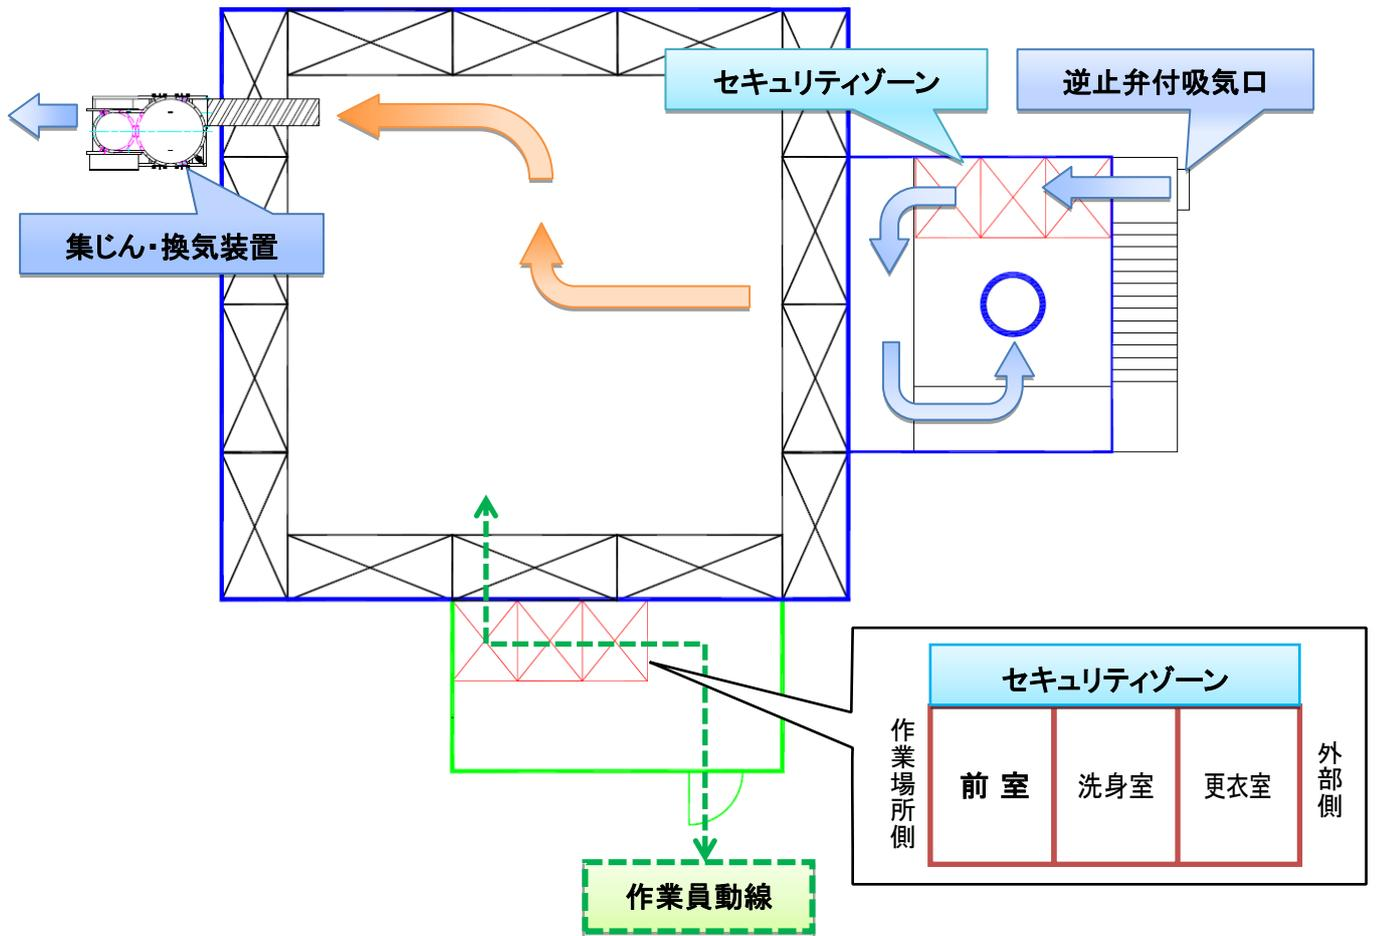 セキュリティゾーン
逆止弁付吸気口
集じん・換気装置
セキュリティゾーン
作業場所側
前室
洗身室
更衣室
外部側
作業員動線